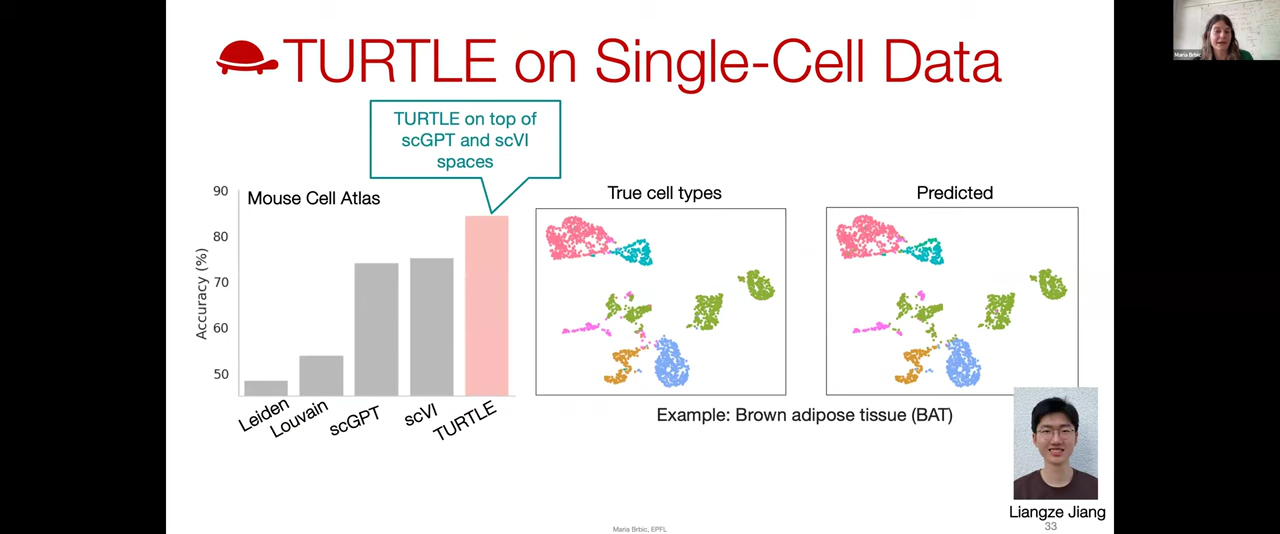 TURTLE on Single-Cell Data
Maria Brbic
TURTLE on top of
scGPT and scVI
spaces
Mouse Cell Atlas
True cell types
Predicted
Accuracy (%)
90
80
70
60
50
Leiden
Louvain
scGPT
scVI
TURTLE
Example: Brown adipose tissue (BAT)
Liangze Jiang
Maria Brbic, EPFL
33